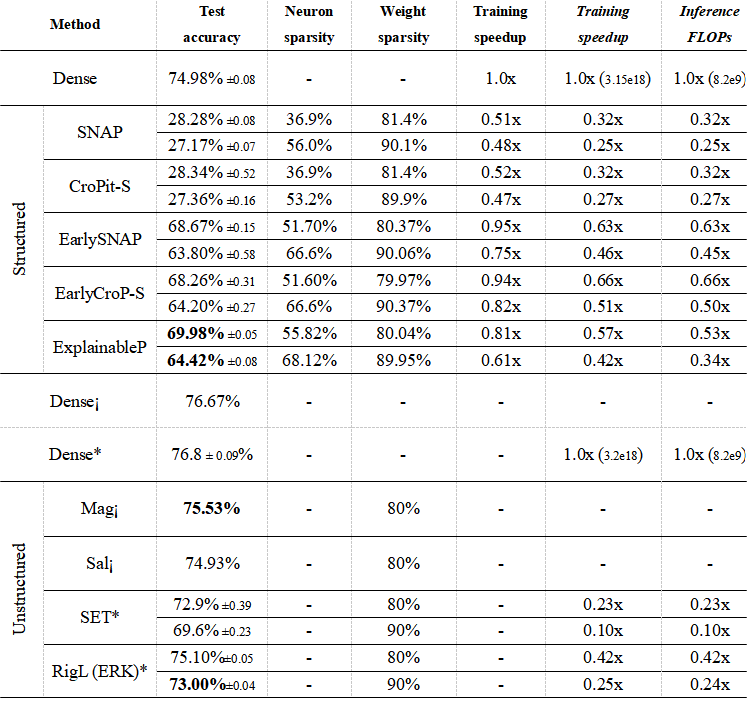 Method Test accuracy Neuron sparsity Weight sparsity Training speedup Training speedup Inference FLOPs
Dense 74.98% ±0.08 - - 1.0x 1.0x (3.15e18) 1.0x (8.2e9)
Structured
SNAP
28.28% ±0.08 36.9% 81.4% 0.51x 0.32x 0.32x
27.17% ±0.07 56.0% 90.1% 0.48x 0.25x 0.25x
CroPit-S
28.34% ±0.52 36.9% 81.4% 0.52x 0.32x 0.32x
27.36% ±0.16 53.2% 89.9% 0.47x 0.27x 0.27x
EarlySNAP
68.67% ±0.15 51.70% 80.37% 0.95x 0.63x 0.63x
63.80% ±0.58 66.6% 90.06% 0.75x 0.46x 0.45x
EarlyCroP-S
68.26% ±0.31 51.60% 79.97% 0.94x 0.66x 0.66x
64.20% ±0.27 66.6% 90.37% 0.82x 0.51x 0.50x
ExplainableP
69.98% ±0.05 55.82% 80.04% 0.81x 0.57x 0.53x
64.42% ±0.08 68.12% 89.95% 0.61x 0.42x 0.34x
Dense¡ 76.67% - - - - -
Dense* 76.8 ± 0.09% - - - 1.0x (3.2e18) 1.0x (8.2e9)
Unstructured
Mag¡ 75.53% - 80% - - -
Sal¡ 74.93% - 80% - - -
SET*
72.9% ±0.39 - 80% - 0.23x 0.23x
69.6% ±0.23 - 90% - 0.10x 0.10x
RigL (ERK)*
75.10%±0.05 - 80% - 0.42x 0.42x
73.00%±0.04 - 90% - 0.25x 0.24x